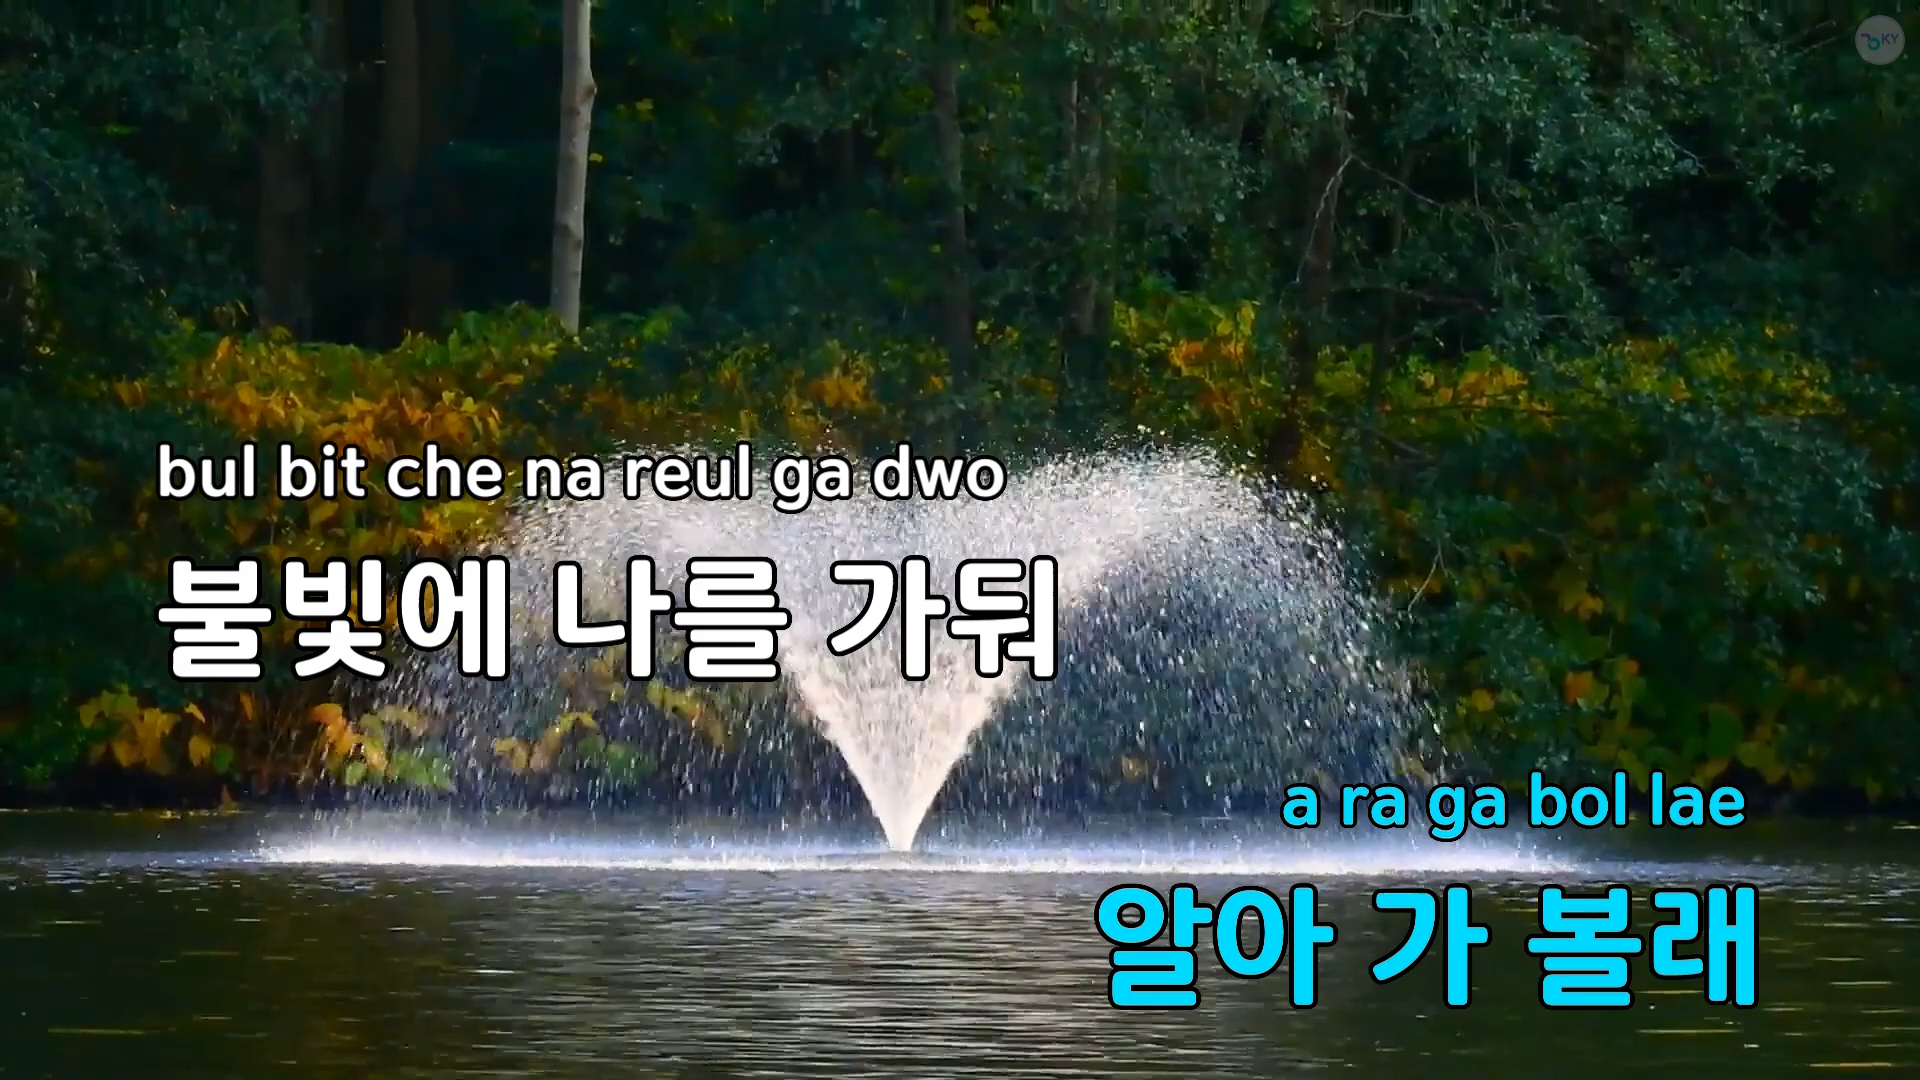 KY
bul bit che na reul ga dwo
불빛에 나를 가둬
a ra ga bol lae
알아 가 볼래